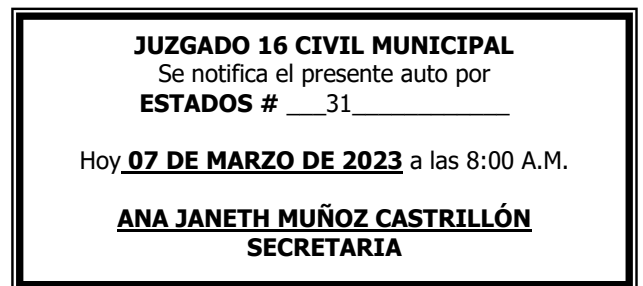 JUZGADO 16 CIVIL MUNICIPAL
Se notifica el presente auto por
ESTADOS # ___31____________
Hoy 07 DE MARZO DE 2023 a las 8:00 A.M.
ANA JANETH MUÑOZ CASTRILLÓN
SECRETARIA